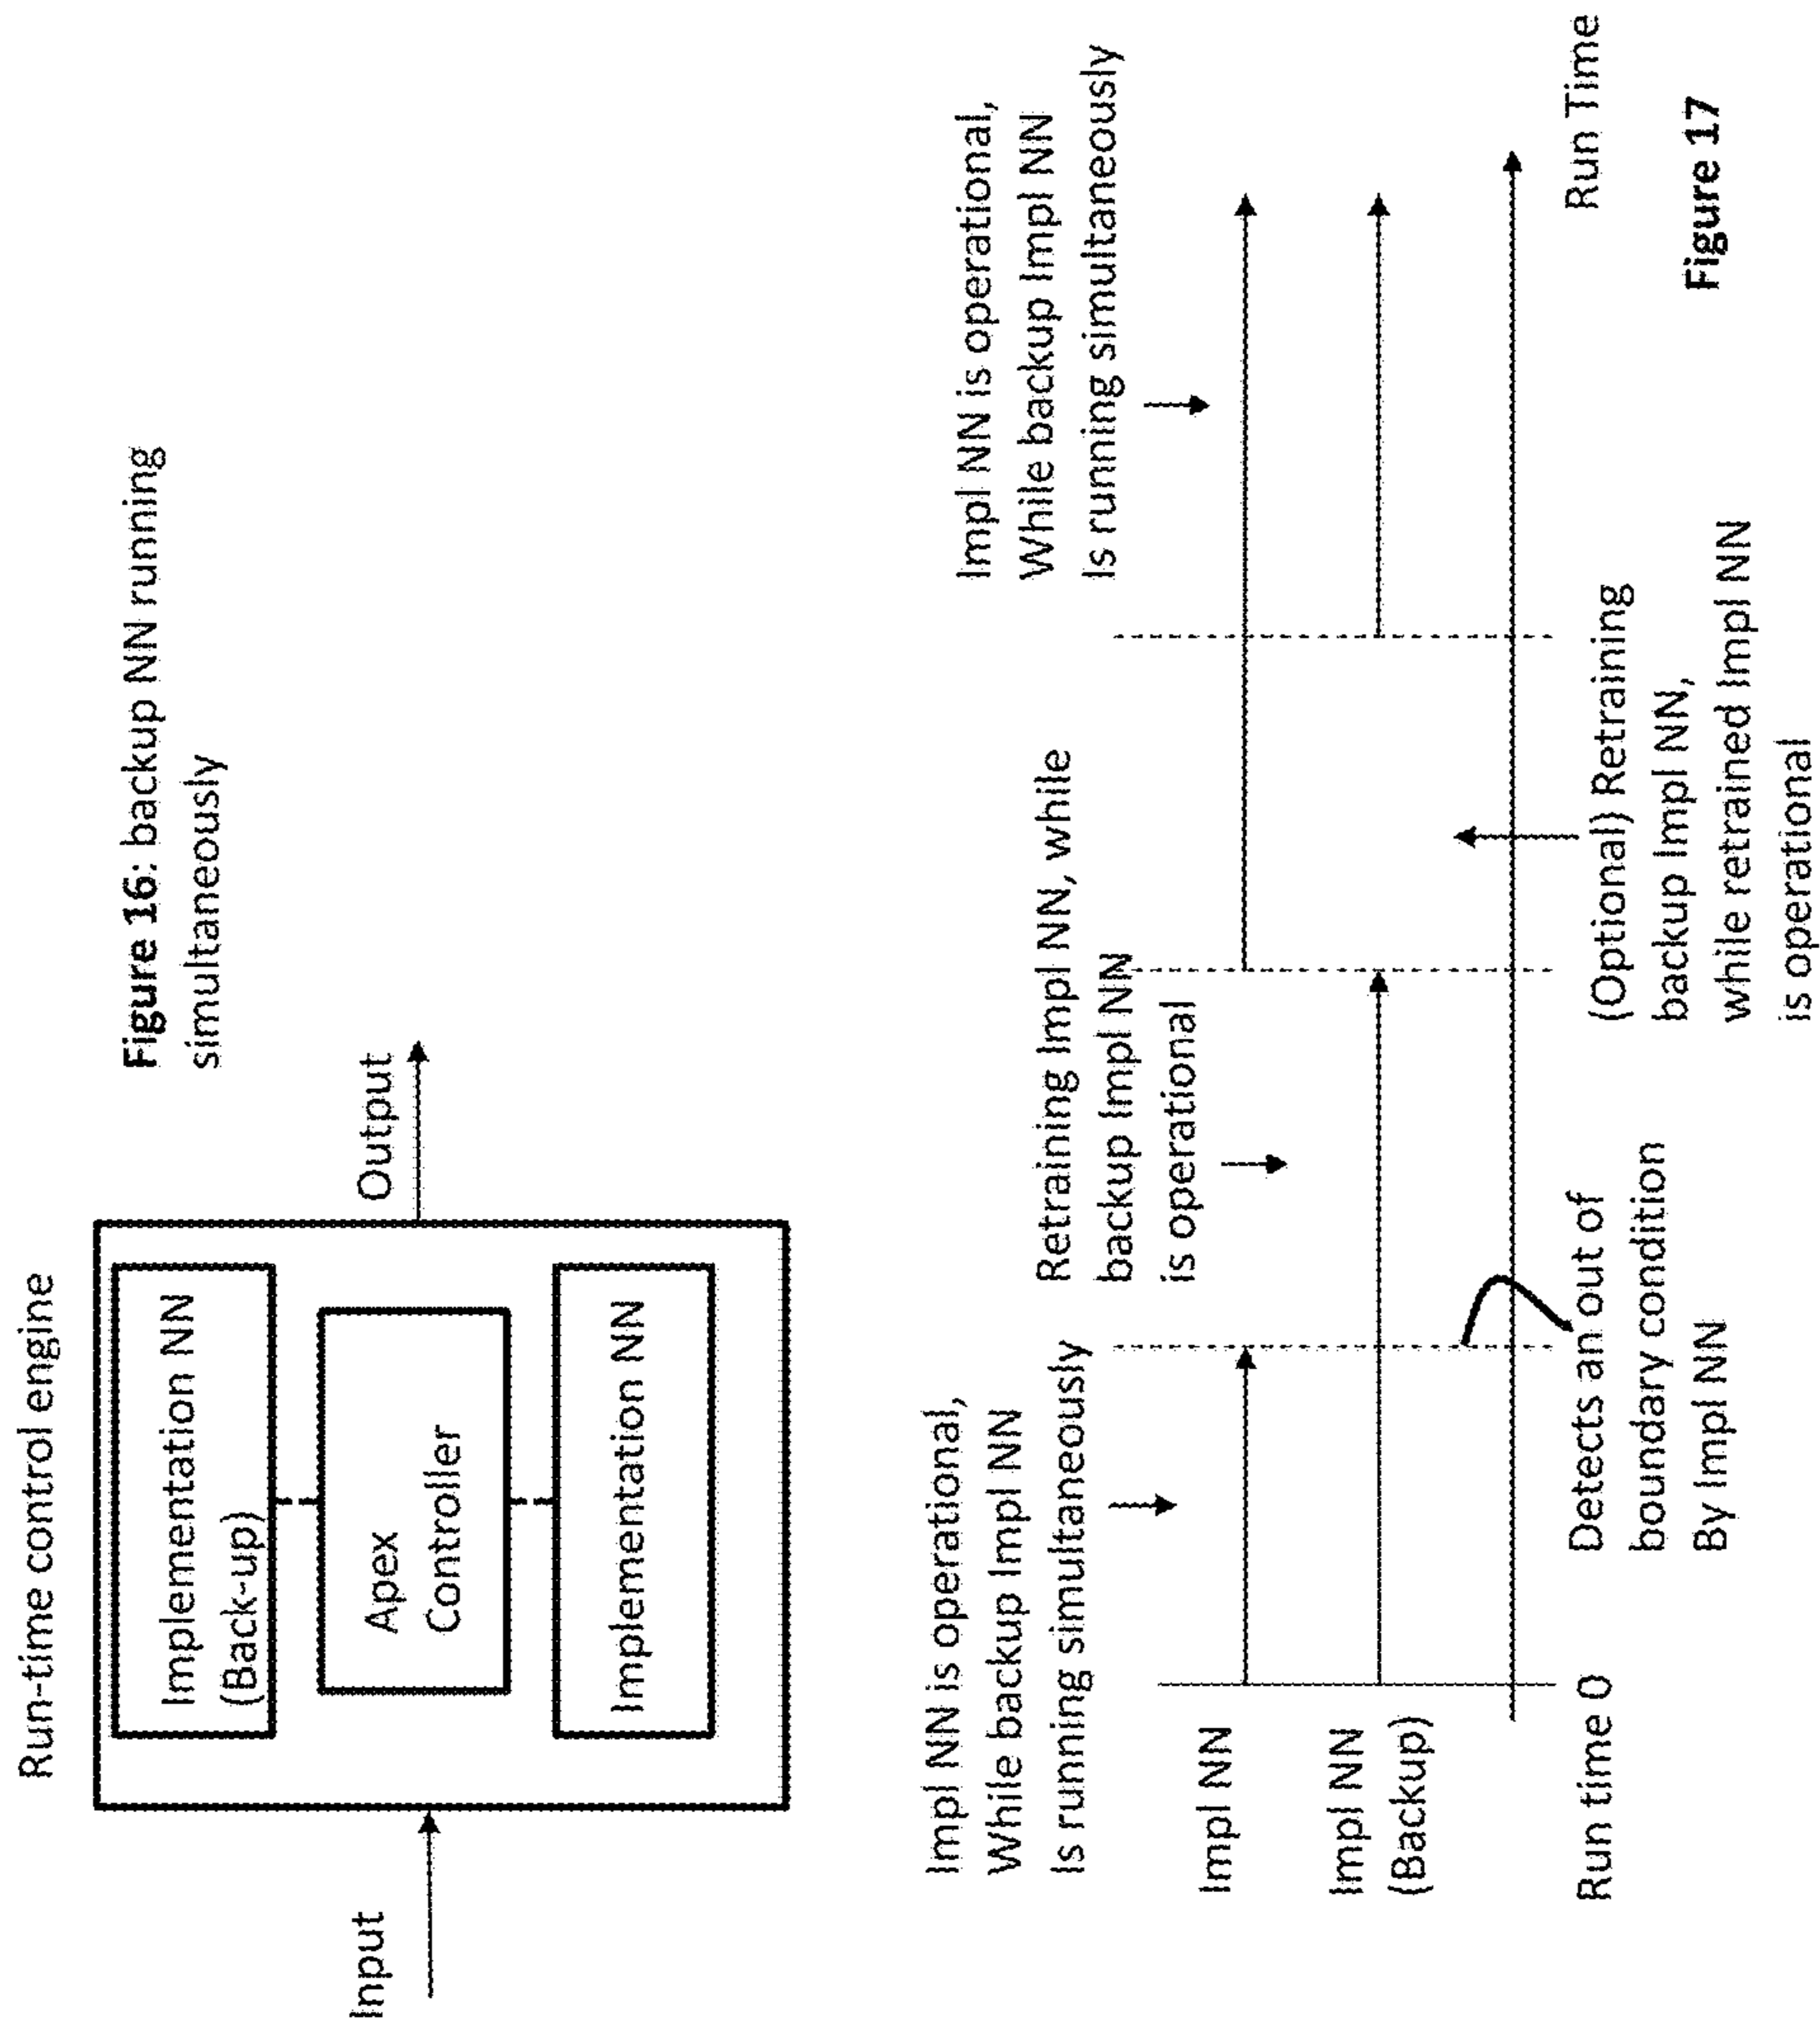 Run-time control engine
Implementation NN
(Back-up)
Apex
Controller
Implementation NN
Input
Output
Figure 16: backup NN running
simultaneously
Impl NN is operational,
While backup Impl NN
Is running simultaneously
Retraining Impl NN, while
backup Impl NN
is operational
Impl NN is operational,
While backup Impl NN
Is running simultaneously
Impl NN
Impl NN
(Backup)
Run time 0
Detects an out of
boundary condition
By Impl NN
(Optional) Retraining
backup Impl NN,
while retrained Impl NN
is operational
Run Time
Figure 17